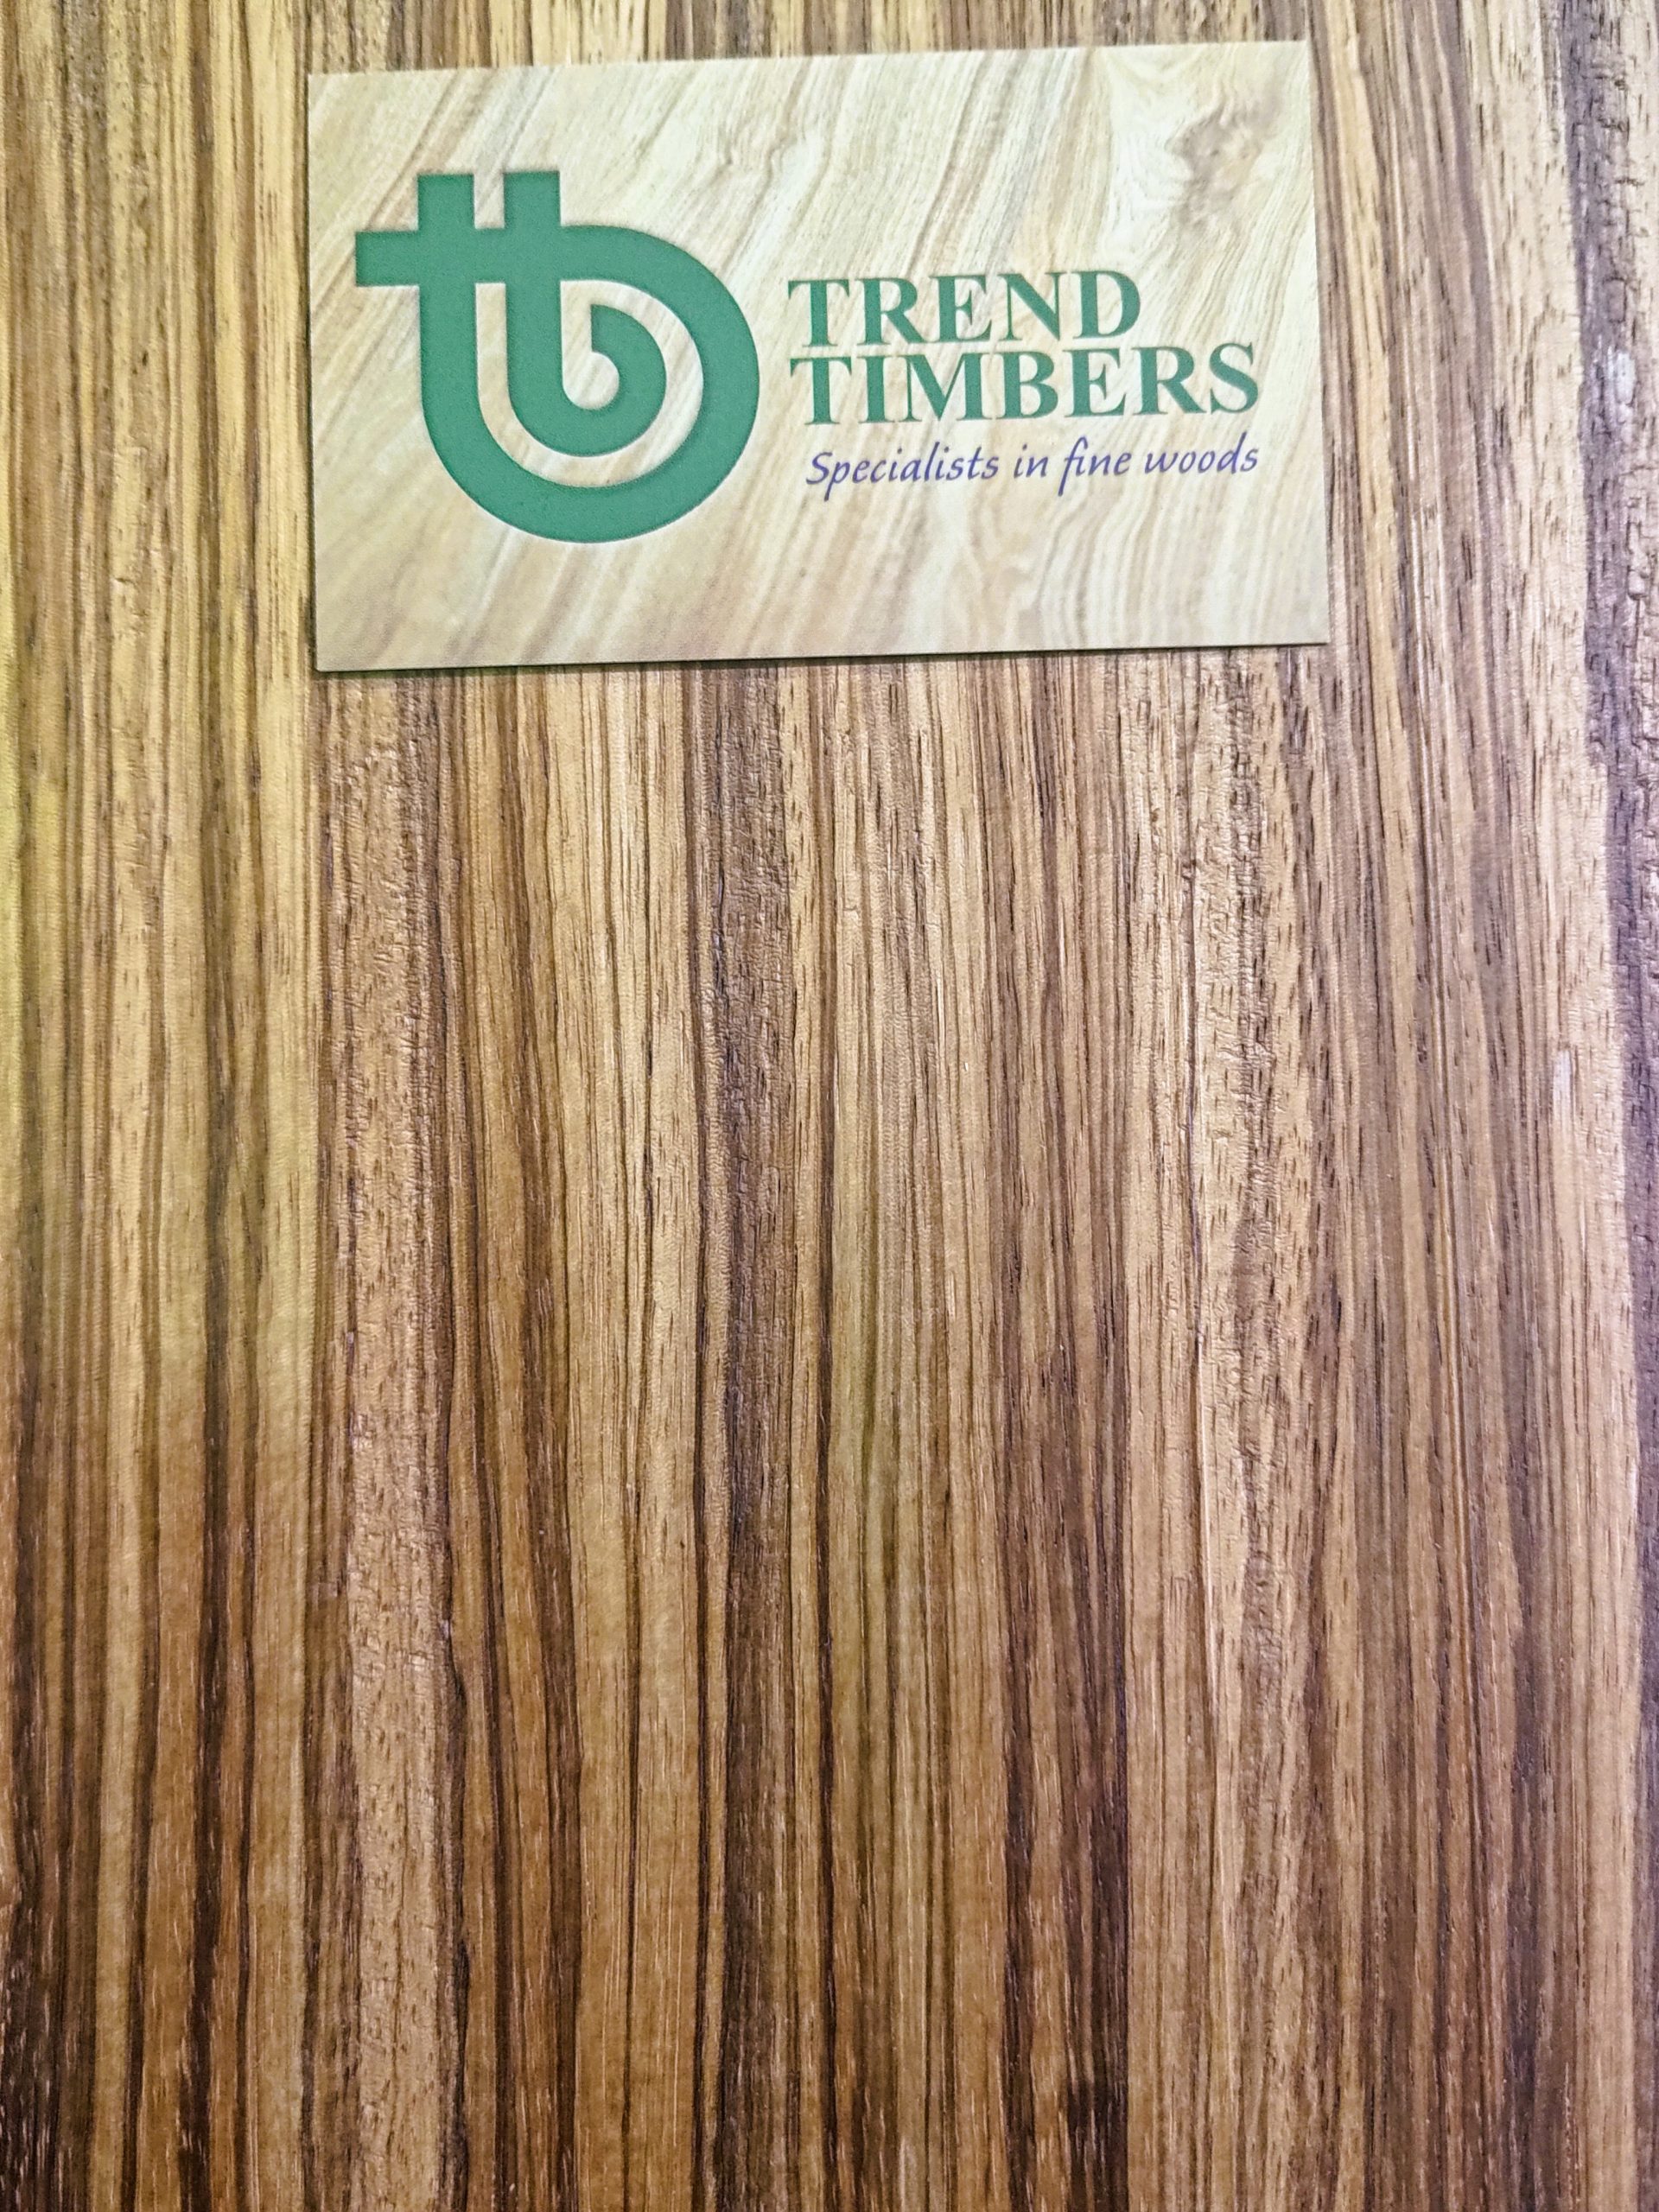 TREND
TIMBERS
Specialists in fine woods